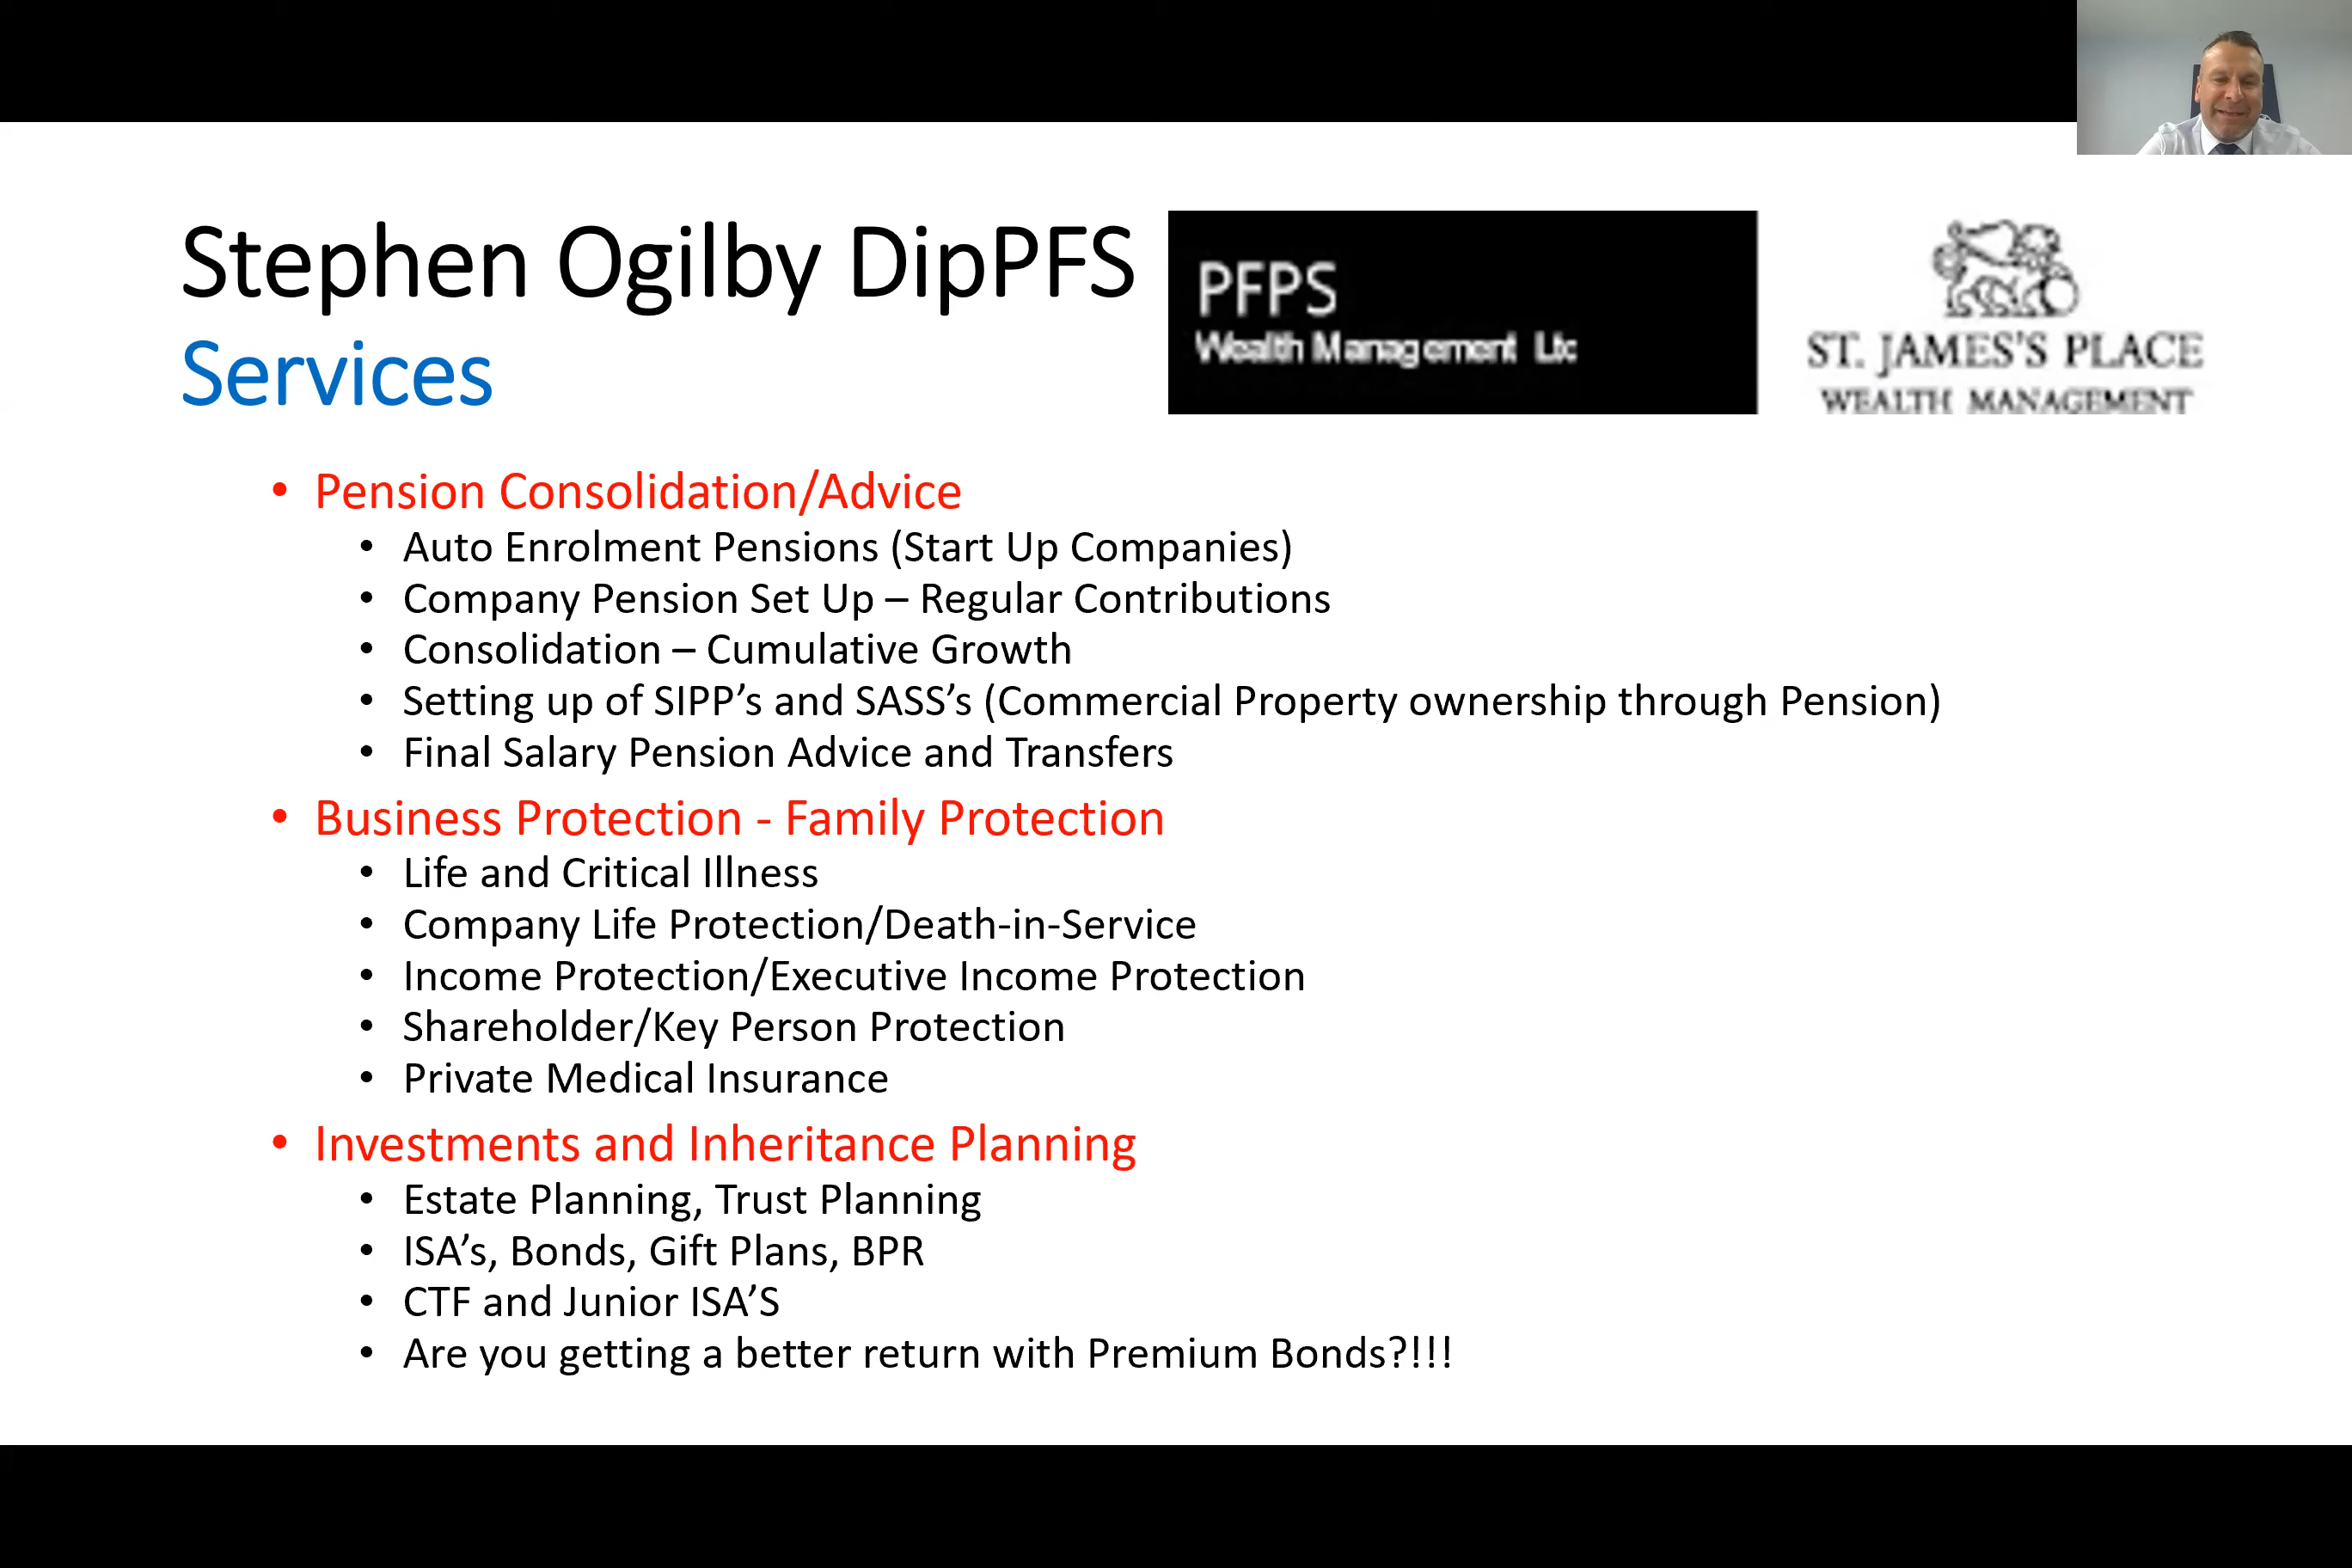 Stephen Ogilby DipPFS
Services
PFPS
Wealth Management Ltd
ST. JAMES'S PLACE
WEALTH MANAGEMENT
• Pension Consolidation/Advice
• Auto Enrolment Pensions (Start Up Companies)
• Company Pension Set Up – Regular Contributions
• Consolidation – Cumulative Growth
• Setting up of SIPP’s and SASS’s (Commercial Property ownership through Pension)
• Final Salary Pension Advice and Transfers
• Business Protection - Family Protection
• Life and Critical Illness
• Company Life Protection/Death-in-Service
• Income Protection/Executive Income Protection
• Shareholder/Key Person Protection
• Private Medical Insurance
• Investments and Inheritance Planning
• Estate Planning, Trust Planning
• ISA’s, Bonds, Gift Plans, BPR
• CTF and Junior ISA’S
• Are you getting a better return with Premium Bonds?!!!